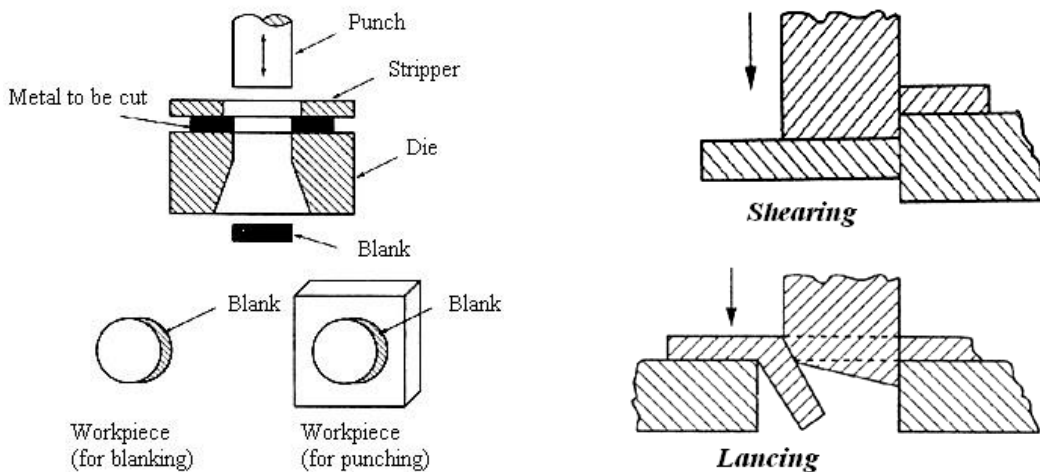 Punch
Stripper
Metal to be cut
Die
Blank
Shearing
Blank
Blank
Workpiece
(for blanking)
Workpiece
(for punching)
Lancing